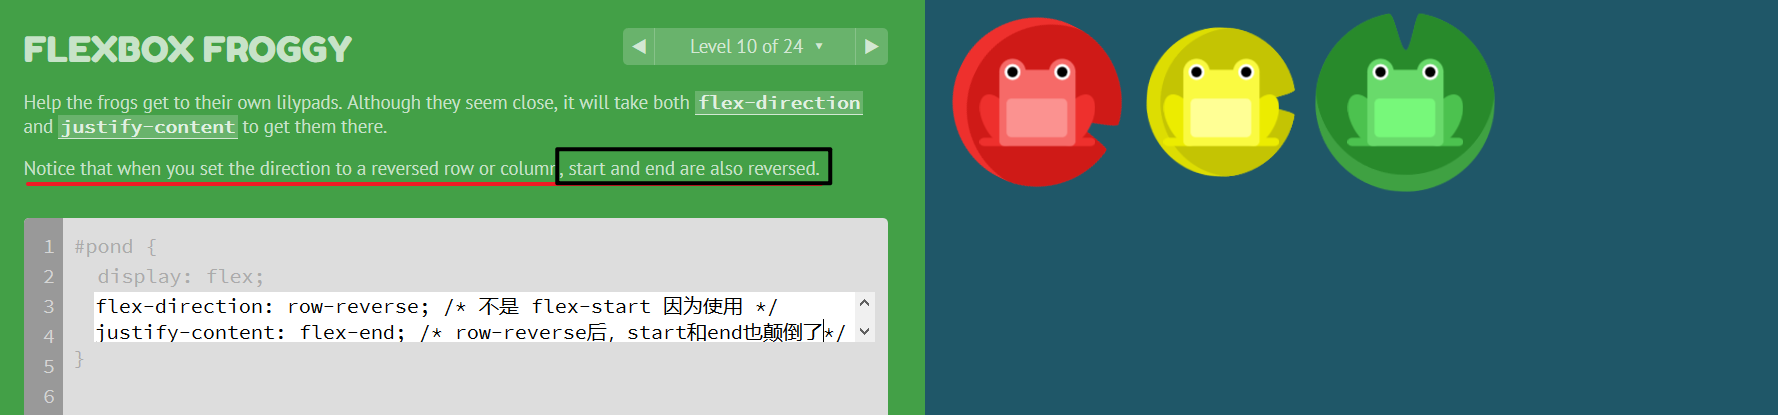 FLEXBOX FROGGY
◀ Level 10 of 24 ▼ ▶
Help the frogs get to their own lilypads. Although they seem close, it will take both flex-direction
and justify-content to get them there.
Notice that when you set the direction to a reversed row or column, start and end are also reversed.
1 #pond {
2 display: flex;
3 flex-direction: row-reverse; /* 不是 flex-start 因为使用 */
4 justify-content: flex-end; /* row-reverse后，start和end也颠倒了*/
5 }
6